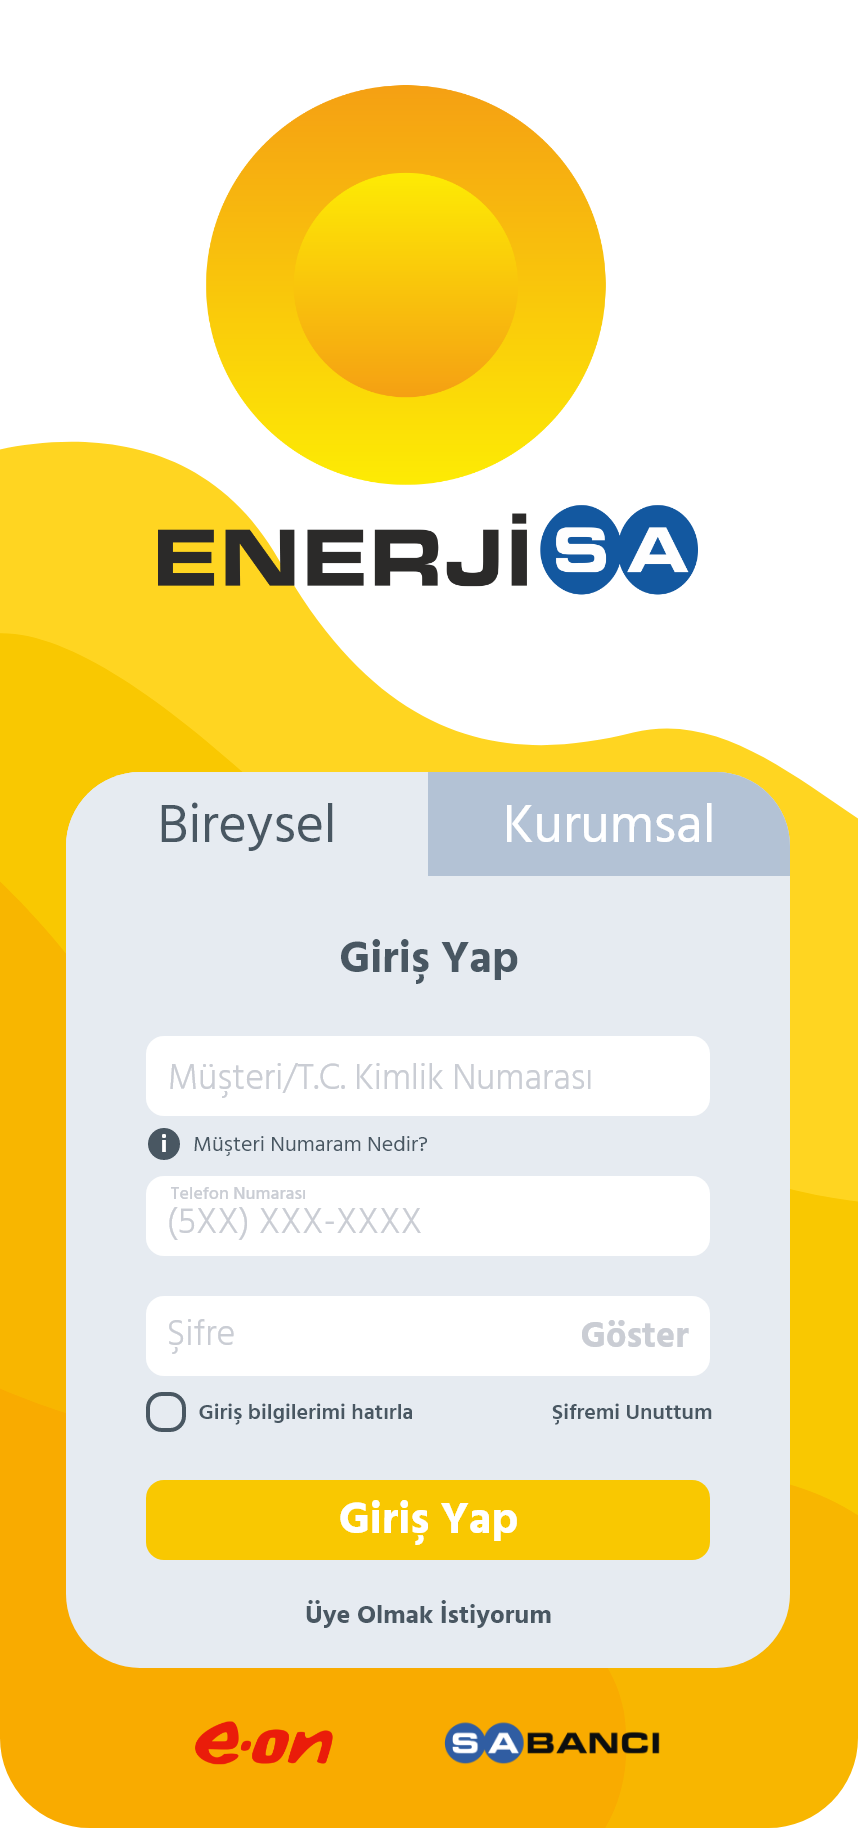 ENERJİSA
Bireysel
Kurumsal
Giriş Yap
Müşteri/T.C. Kimlik Numarası
i Müşteri Numaram Nedir?
Telefon Numarası
(5XX) XXX-XXXX
Şifre
Göster
Giriş bilgilerimi hatırla
Şifremi Unuttum
Giriş Yap
Üye Olmak İstiyorum
e·on
SABANCI